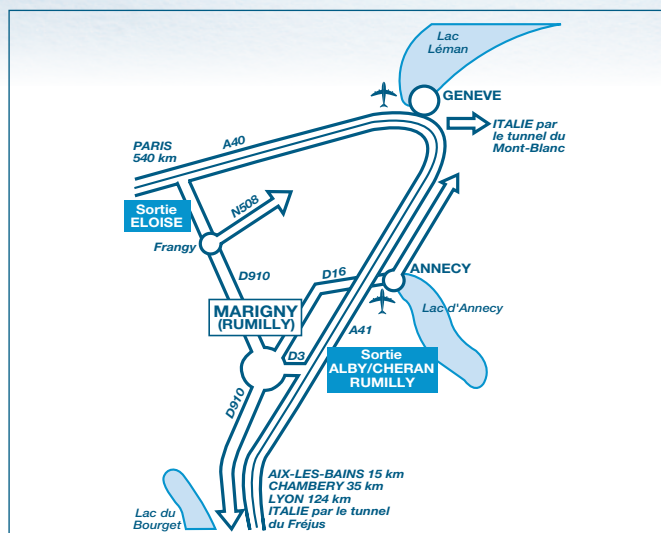 Lac
Léman
GENEVE
ITALIE par
le tunnel du
Mont-Blanc
PARIS
540 km
A40
Sortie
ELOISE
N508
Frangy
D910
D16
ANNECY
MARIGNY
(RUMILLY)
Lac d'Annecy
A41
D3
Sortie
ALBY/CHERAN
RUMILLY
D910
AIX-LES-BAINS 15 km
CHAMBERY 35 km
LYON 124 km
ITALIE par le tunnel
du Fréjus
Lac du
Bourget